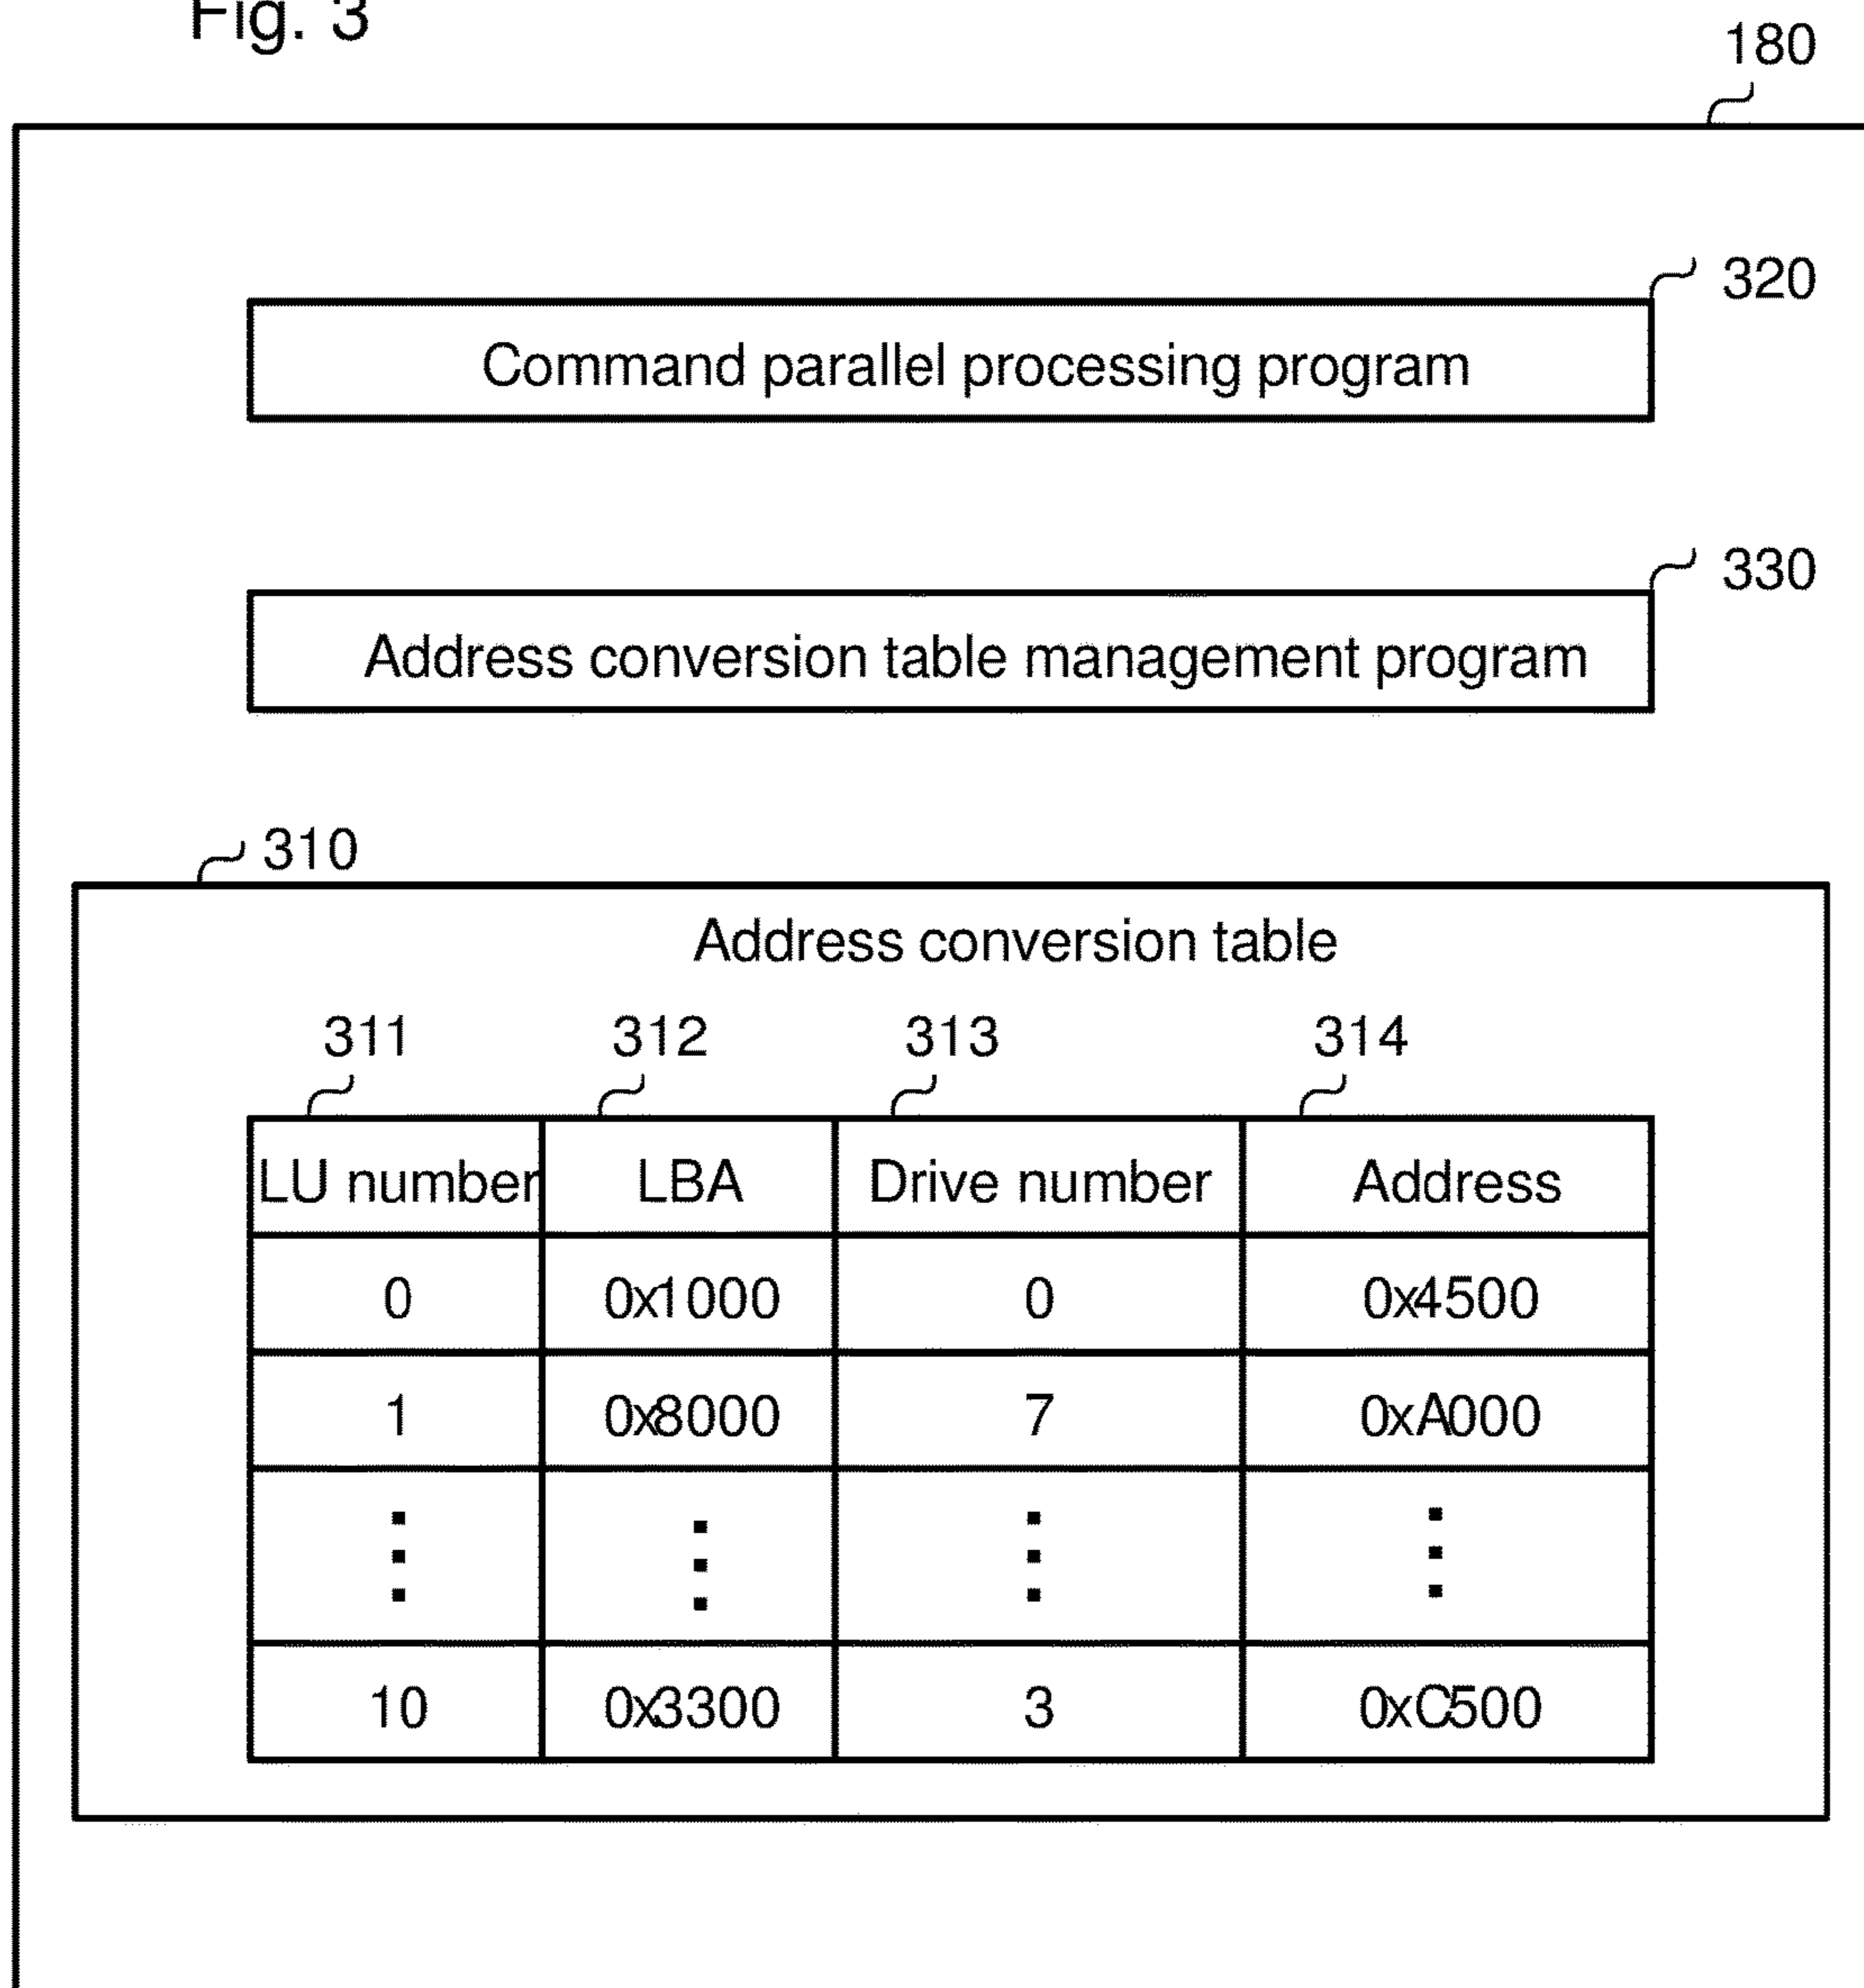 Fig. 3
180
320
Command parallel processing program
330
Address conversion table management program
310
Address conversion table
311 312 313 314
LU number LBA Drive number Address
0 0x1000 0 0x4500
1 0x8000 7 0xA000
10 0x3300 3 0xC500